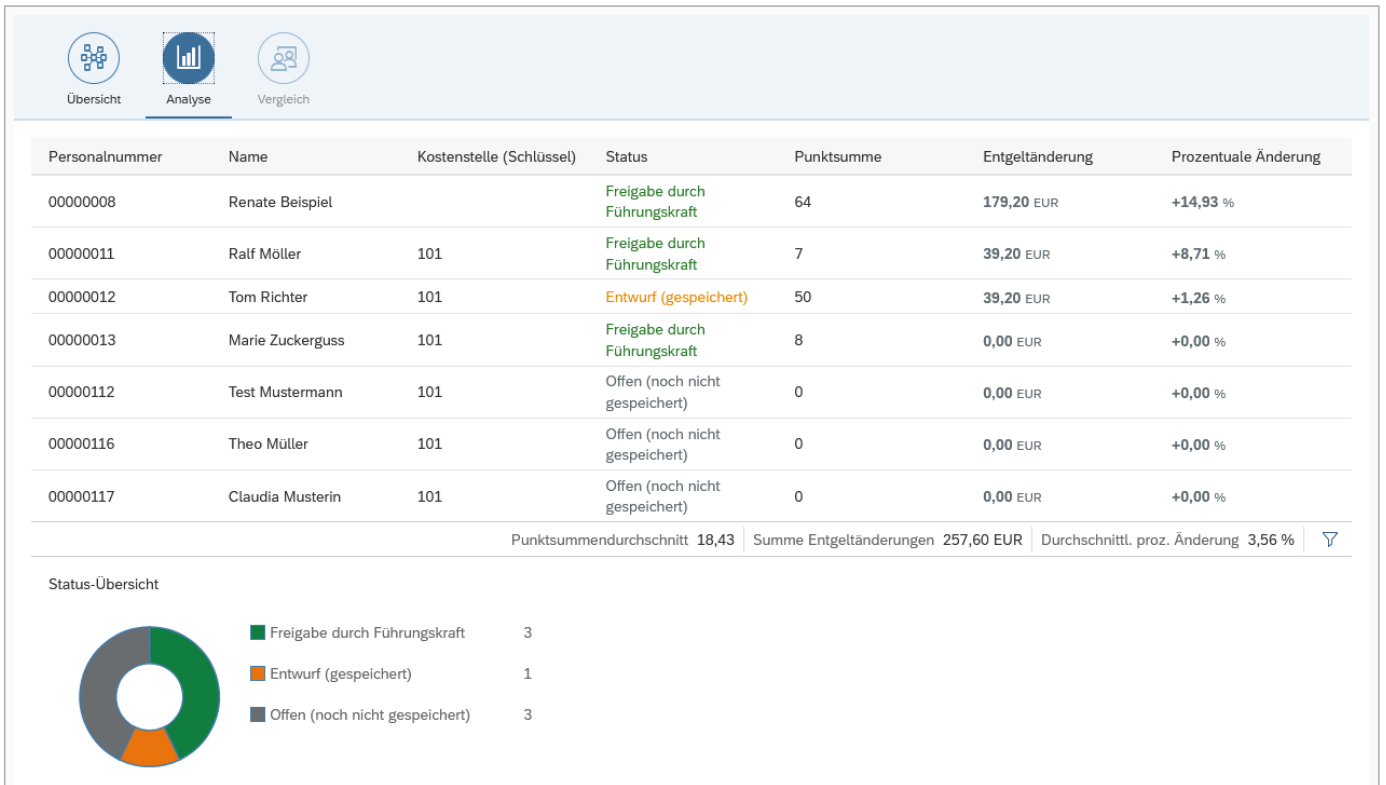 Übersicht Analyse Vergleich
Personalnummer Name Kostenstelle (Schlüssel) Status Punktsumme Entgeltänderung Prozentuale Änderung
00000008 Renate Beispiel Freigabe durch Führungskraft 64 179,20 EUR +14,93 %
00000011 Ralf Möller 101 Freigabe durch Führungskraft 7 39,20 EUR +8,71 %
00000012 Tom Richter 101 Entwurf (gespeichert) 50 39,20 EUR +1,26 %
00000013 Marie Zuckerguss 101 Freigabe durch Führungskraft 8 0,00 EUR +0,00 %
00000112 Test Mustermann 101 Offen (noch nicht gespeichert) 0 0,00 EUR +0,00 %
00000116 Theo Müller 101 Offen (noch nicht gespeichert) 0 0,00 EUR +0,00 %
00000117 Claudia Musterin 101 Offen (noch nicht gespeichert) 0 0,00 EUR +0,00 %
Punktsummendurchschnitt 18,43 Summe Entgeltänderungen 257,60 EUR Durchschnittl. proz. Änderung 3,56 %
Status-Übersicht
Freigabe durch Führungskraft 3
Entwurf (gespeichert) 1
Offen (noch nicht gespeichert) 3